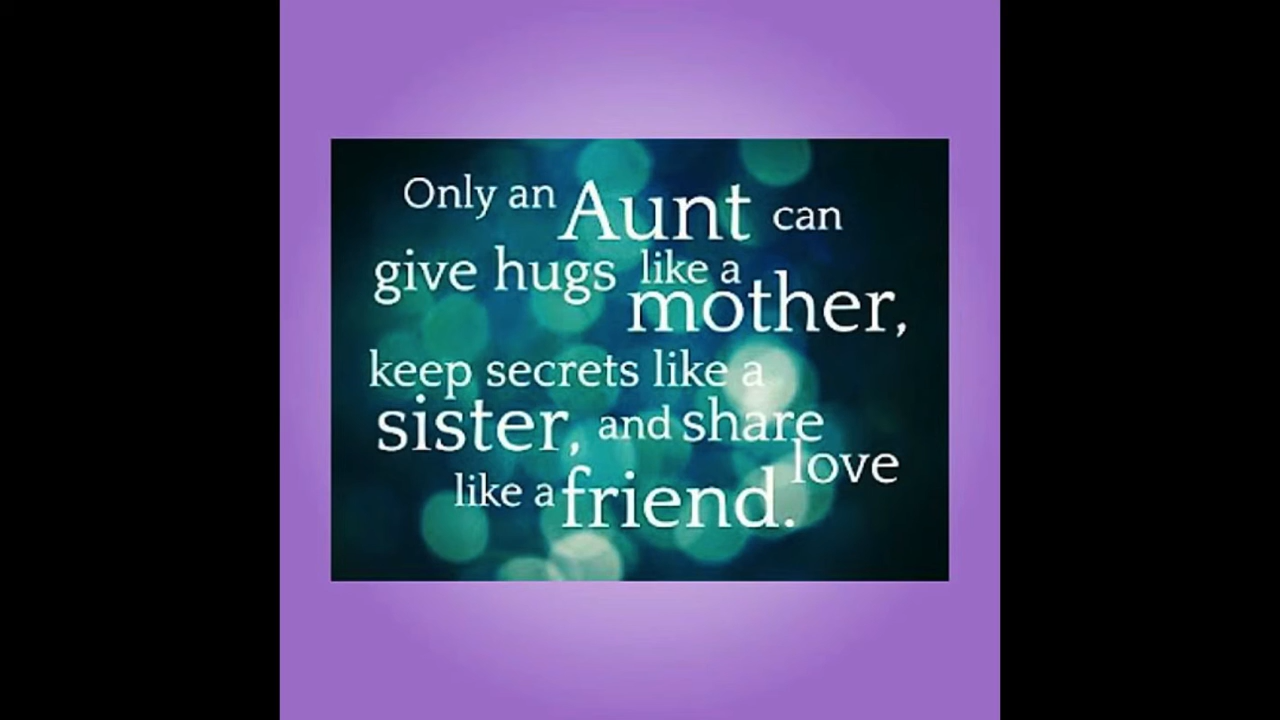 Only an Aunt can
give hugs like a
mother,
keep secrets like a
sister, and share
love
like a friend.